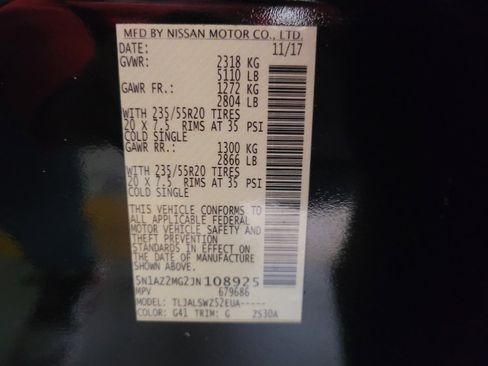 MFD BY NISSAN MOTOR CO., LTD.
DATE: 11/17
GVWR: 2318 KG
5110 LB
GAWR FR.: 1272 KG
2804 LB
WITH 235/55R20 TIRES
20 X 7.5 RIMS AT 35 PSI
COLD SINGLE
GAWR RR.: 1300 KG
2866 LB
WITH 235/55R20 TIRES
20 X 7.5 RIMS AT 35 PSI
COLD SINGLE
THIS VEHICLE CONFORMS TO
ALL APPLICABLE FEDERAL
MOTOR VEHICLE SAFETY AND
THEFT PREVENTION
STANDARDS IN EFFECT ON
THE DATE OF MANUFACTURE
SHOWN ABOVE.
5N1AZ2MG2JN108925
MPV 679686
MODEL: TLJALSWZ52EUA-----
COLOR: G41 TRIM: G 2S30A